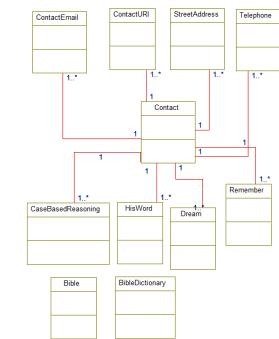 ContactEmail
ContactURI
StreetAddress
Telephone
1..*
1..*
1..*
1..*
Contact
1
1
1
1
1
1
1
1
1..*
1..*
1..
1..*
CaseBasedReasoning
HisWord
Dream
Remember
Bible
BibleDictionary